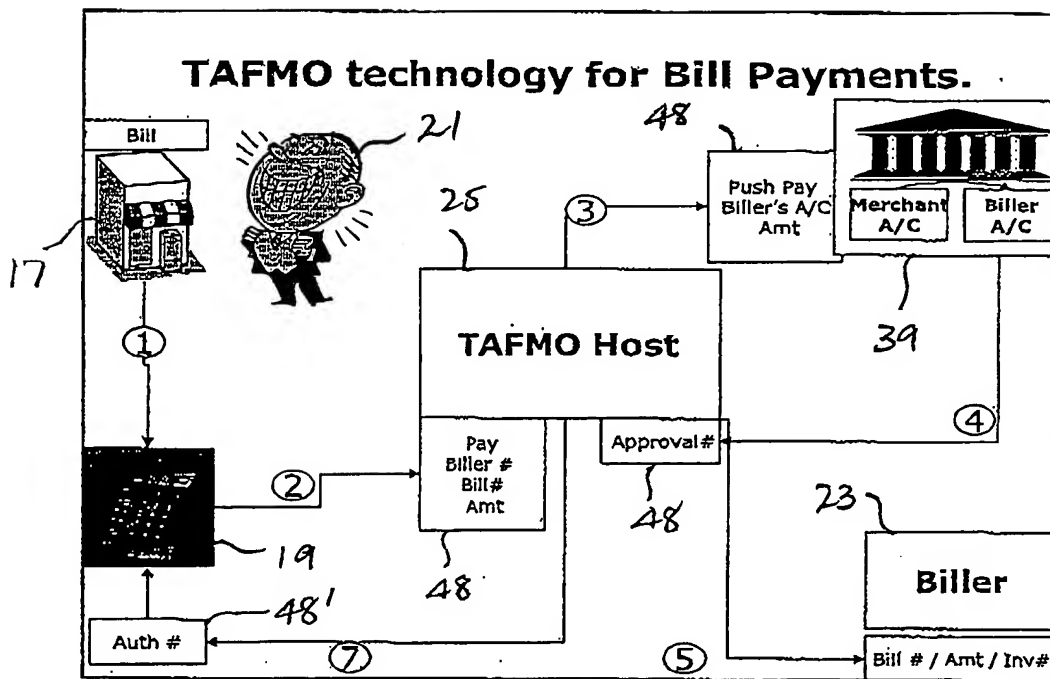 TAFMO technology for Bill Payments.
Bill
21
48
25
17
Push Pay
Biller's A/C
Amt
Merchant
A/C
Biller
A/C
3
39
1
TAFMO Host
4
Pay
Biller #
Bill#
Amt
Approval#
2
48
48
23
19
Biller
48'
Auth #
7
5
Bill # / Amt / Inv#